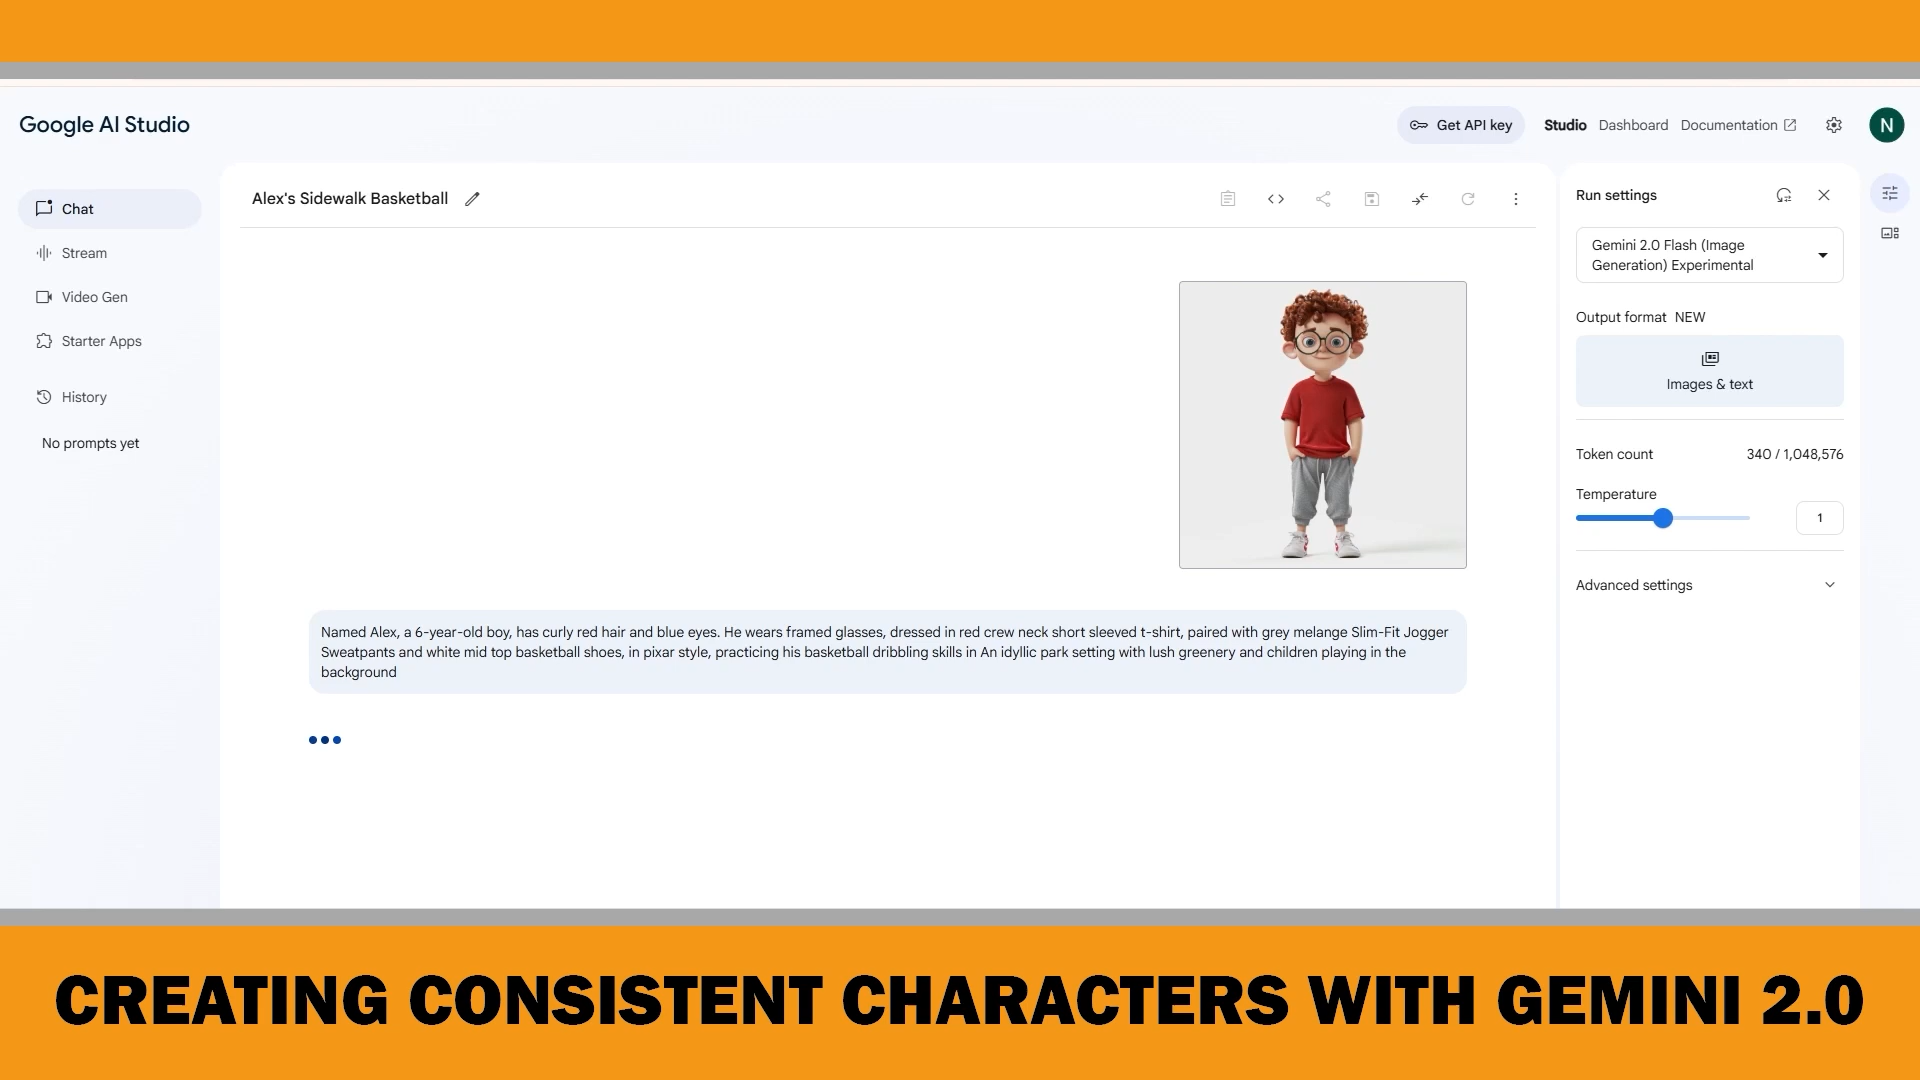 Google AI Studio
Get API key
Studio
Dashboard
Documentation
N
Chat
Stream
Video Gen
Starter Apps
History
No prompts yet
Alex's Sidewalk Basketball
Named Alex, a 6-year-old boy, has curly red hair and blue eyes. He wears framed glasses, dressed in red crew neck short sleeved t-shirt, paired with grey melange Slim-Fit Jogger
Sweatpants and white mid top basketball shoes, in pixar style, practicing his basketball dribbling skills in An idyllic park setting with lush greenery and children playing in the
background
Run settings
Gemini 2.0 Flash (Image
Generation) Experimental
Output format NEW
Images & text
Token count 340 / 1,048,576
Temperature
1
Advanced settings
CREATING CONSISTENT CHARACTERS WITH GEMINI 2.0